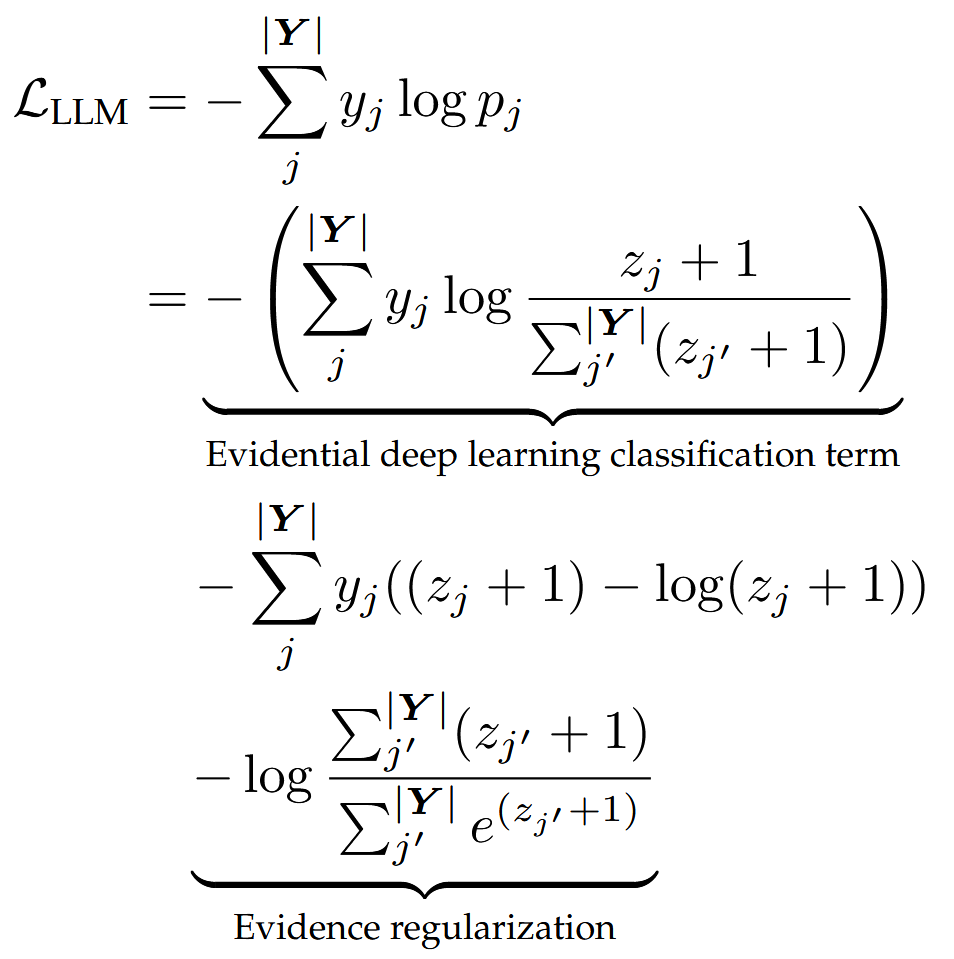 $\mathcal{L}_{\text{LLM}} = -\sum_{j}^{|\boldsymbol{Y}|} y_j \log p_j$
$= \underbrace{-\left(\sum_{j}^{|\boldsymbol{Y}|} y_j \log \frac{z_j + 1}{\sum_{j'}^{|\boldsymbol{Y}|} (z_{j'} + 1)}\right)}$
Evidential deep learning classification term
$-\sum_{j}^{|\boldsymbol{Y}|} y_j((z_j + 1) - \log(z_j + 1))$
$\underbrace{-\log \frac{\sum_{j'}^{|\boldsymbol{Y}|} (z_{j'} + 1)}{\sum_{j'}^{|\boldsymbol{Y}|} e^{(z_{j'} + 1)}}}$
Evidence regularization